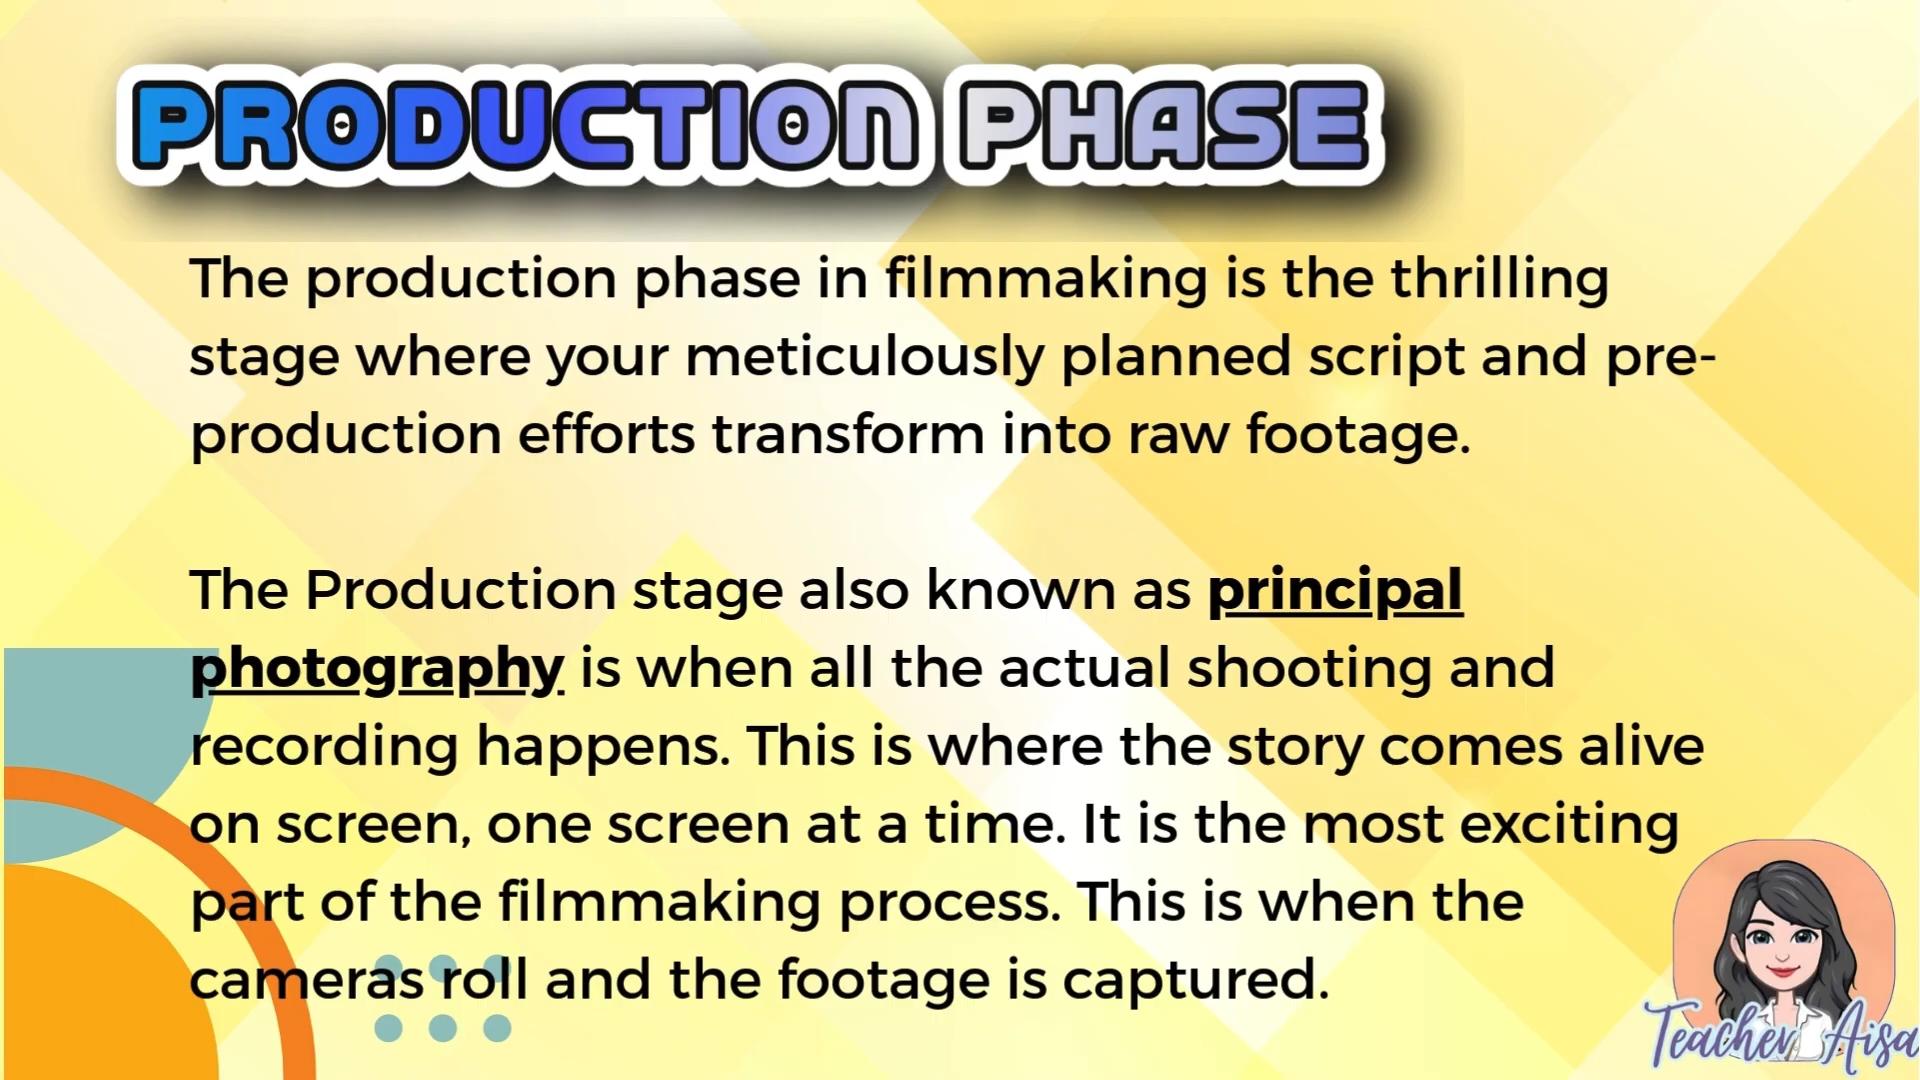 PRODUCTION PHASE
The production phase in filmmaking is the thrilling
stage where your meticulously planned script and pre-
production efforts transform into raw footage.
The Production stage also known as principal
photography is when all the actual shooting and
recording happens. This is where the story comes alive
on screen, one screen at a time. It is the most exciting
part of the filmmaking process. This is when the
cameras roll and the footage is captured.
Teacher Aisa